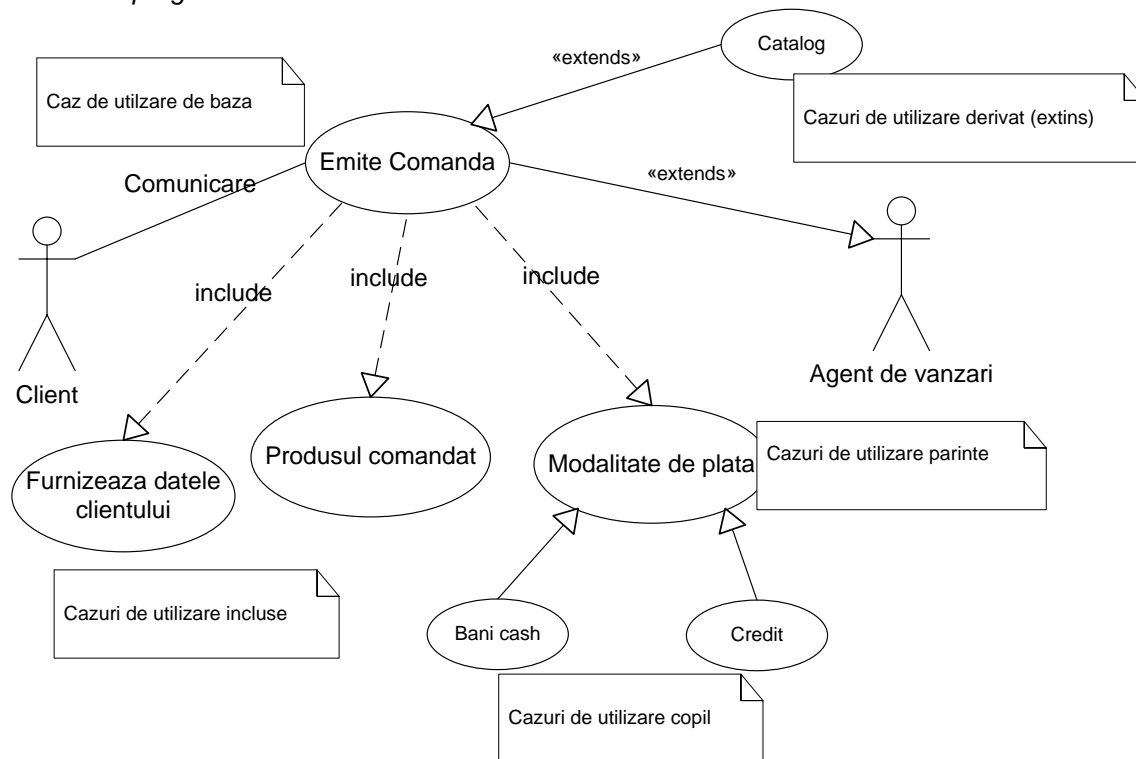 Catalog
«extends»
Caz de utilzare de baza
Cazuri de utilizare derivat (extins)
Emite Comanda
Comunicare
«extends»
include
include
include
Client
Agent de vanzari
Produsul comandat
Modalitate de plata
Cazuri de utilizare parinte
Furnizeaza datele
clientului
Cazuri de utilizare incluse
Bani cash
Credit
Cazuri de utilizare copil